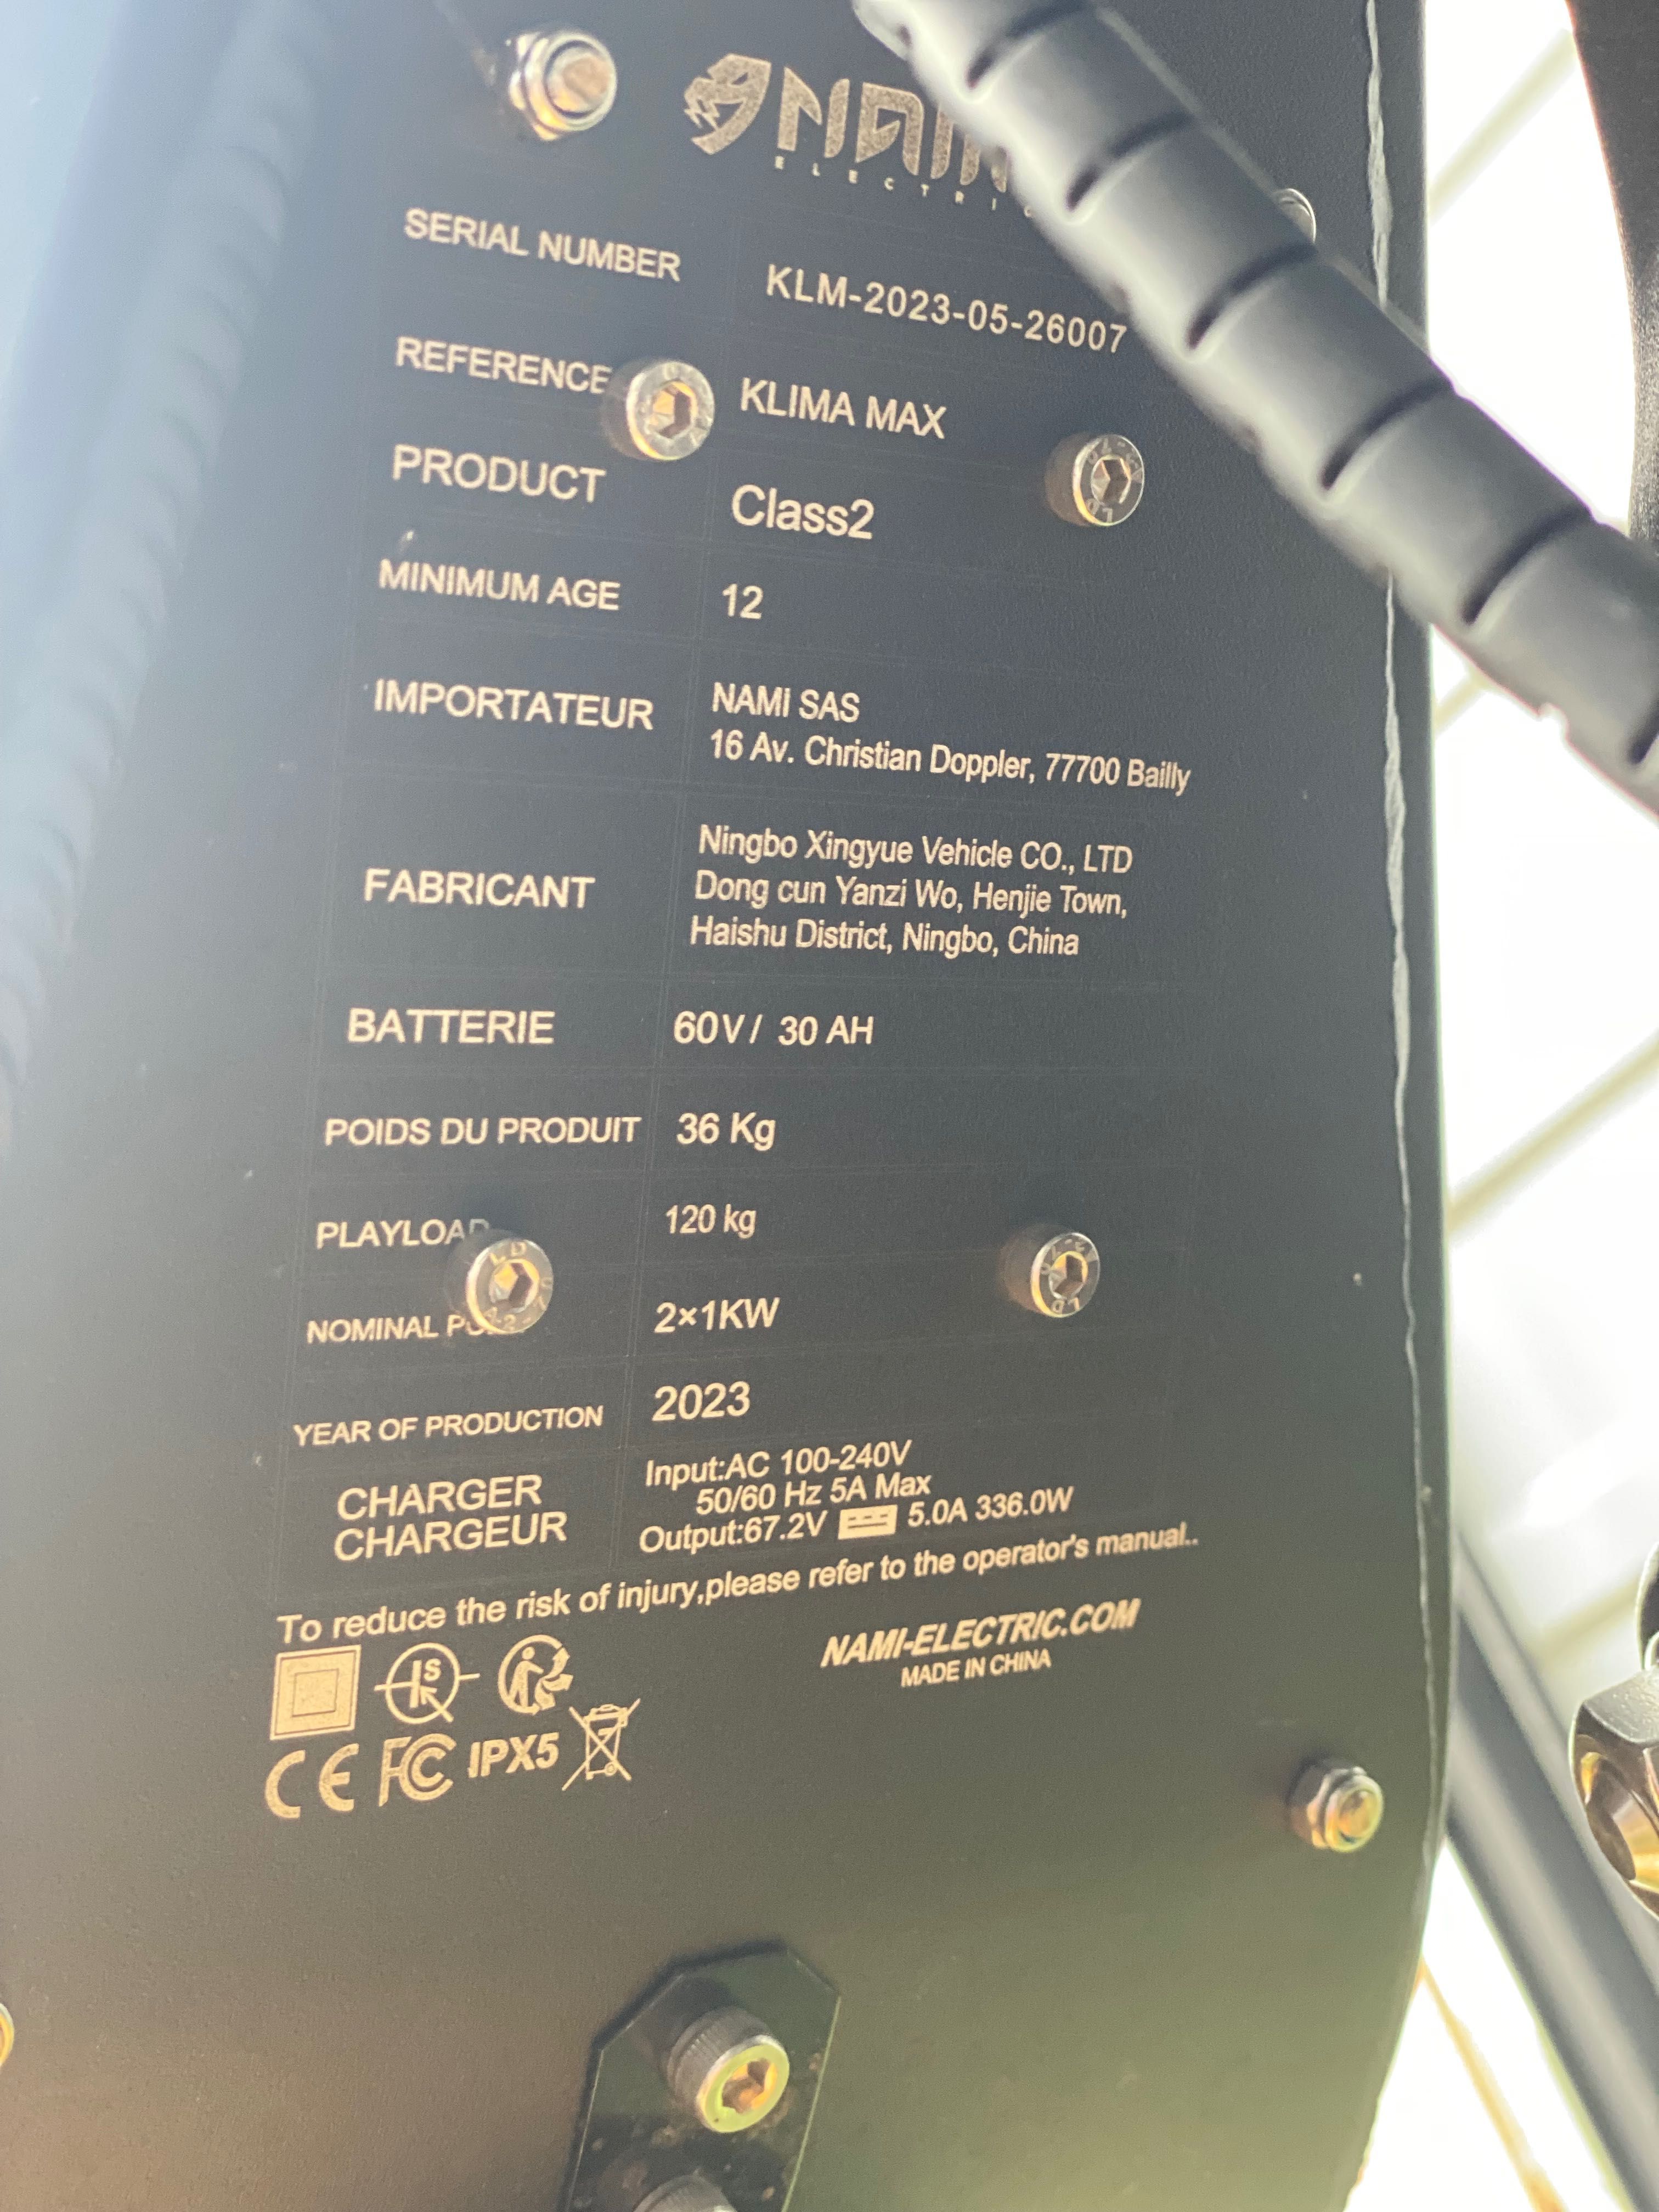 ELECTRIC
SERIAL NUMBER KLM-2023-05-26007
REFERENCE KLIMA MAX
PRODUCT Class2
MINIMUM AGE 12
IMPORTATEUR NAMi SAS
16 Av. Christian Doppler, 77700 Bailly
FABRICANT Ningbo Xingyue Vehicle CO., LTD
Dong cun Yanzi Wo, Henjie Town,
Haishu District, Ningbo, China
BATTERIE 60V/ 30 AH
POIDS DU PRODUIT 36 Kg
PLAYLOAD 120 kg
NOMINAL 2×1KW
YEAR OF PRODUCTION 2023
CHARGER
CHARGEUR
Input:AC 100-240V
50/60 Hz 5A Max
Output:67.2V 5.0A 336.0W
To reduce the risk of injury,please refer to the operator's manual..
NAMI-ELECTRIC.COM
MADE IN CHINA
CE FC IPX5